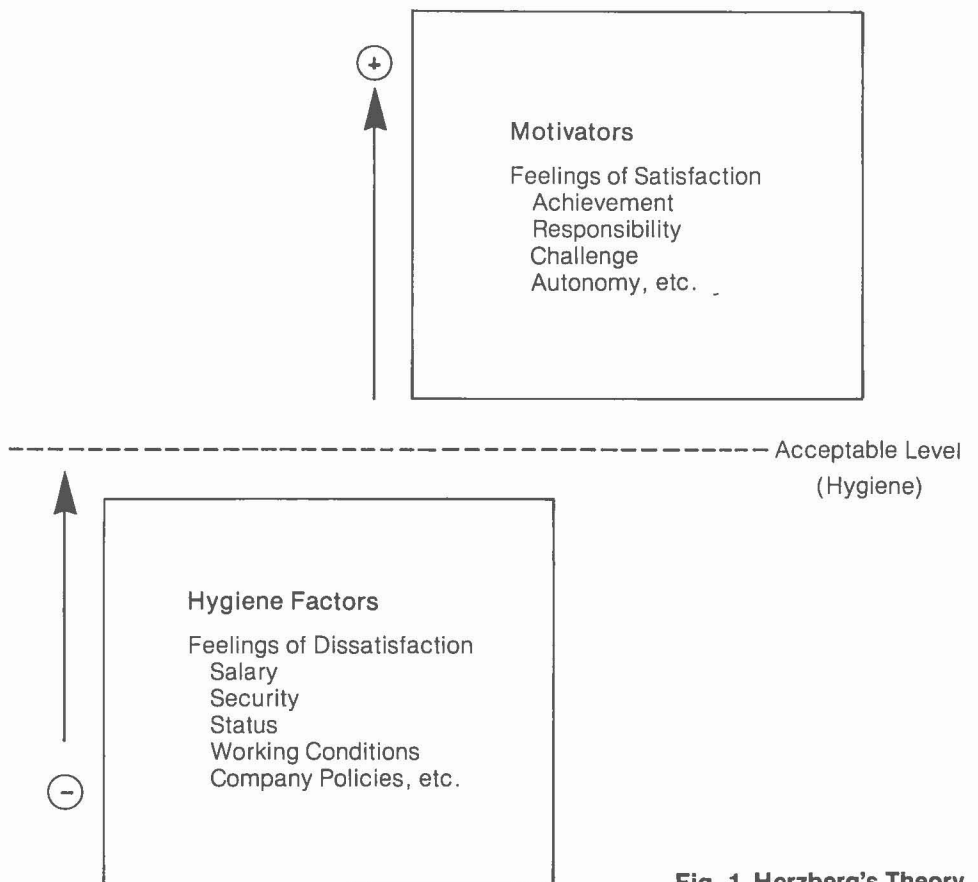 +
Motivators
Feelings of Satisfaction
Achievement
Responsibility
Challenge
Autonomy, etc.
Acceptable Level
(Hygiene)
Hygiene Factors
Feelings of Dissatisfaction
Salary
Security
Status
Working Conditions
Company Policies, etc.
-
Fig. 1 Herzberg's Theory